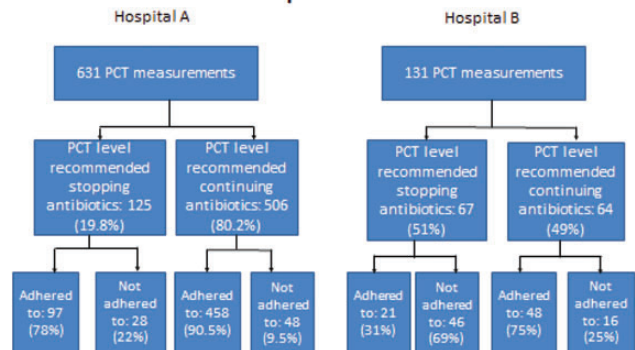 Hospital A
Hospital B
631 PCT measurements
131 PCT measurements
PCT level
recommended
stopping
antibiotics: 125
(19.8%)
PCT level
recommended
continuing
antibiotics: 506
(80.2%)
PCT level
recommended
stopping
antibiotics: 67
(51%)
PCT level
recommended
continuing
antibiotics: 64
(49%)
Adhered
to: 97
(78%)
Not
adhered
to: 28
(22%)
Adhered
to: 458
(90.5%)
Not
adhered
to: 48
(9.5%)
Adhered
to: 21
(31%)
Not
adhered
to: 46
(69%)
Adhered
to: 48
(75%)
Not
adhered
to: 16
(25%)